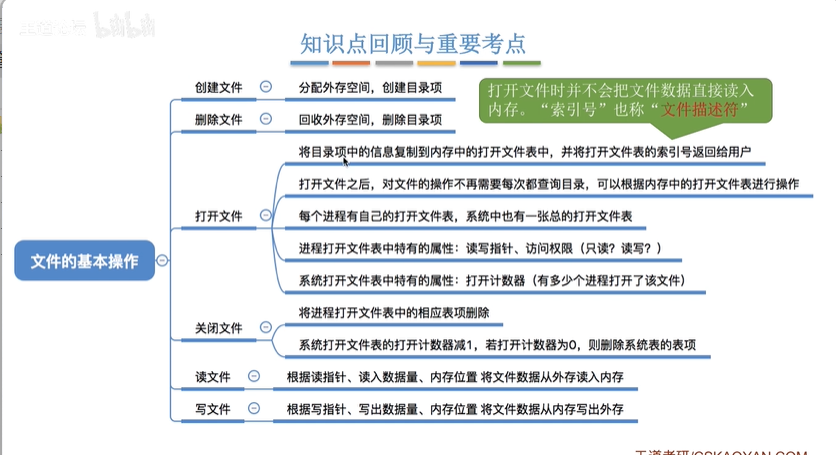 bilibili
知识点回顾与重要考点
打开文件时并不会把文件数据直接读入
内存。“索引号”也称“文件描述符”
文件的基本操作
创建文件
分配外存空间，创建目录项
删除文件
回收外存空间，删除目录项
打开文件
将目录项中的信息复制到内存中的打开文件表中，并将打开文件表的索引号返回给用户
打开文件之后，对文件的操作不再需要每次都查询目录，可以根据内存中的打开文件表进行操作
每个进程有自己的打开文件表，系统中也有一张总的打开文件表
进程打开文件表中特有的属性：读写指针、访问权限（只读？读写？）
系统打开文件表中特有的属性：打开计数器（有多少个进程打开了该文件）
关闭文件
将进程打开文件表中的相应表项删除
系统打开文件表的打开计数器减1，若打开计数器为0，则删除系统表的表项
读文件
根据读指针、读入数据量、内存位置 将文件数据从外存读入内存
写文件
根据写指针、写出数据量、内存位置 将文件数据从内存写出外存
王道考研/CSKAOYAN.COM